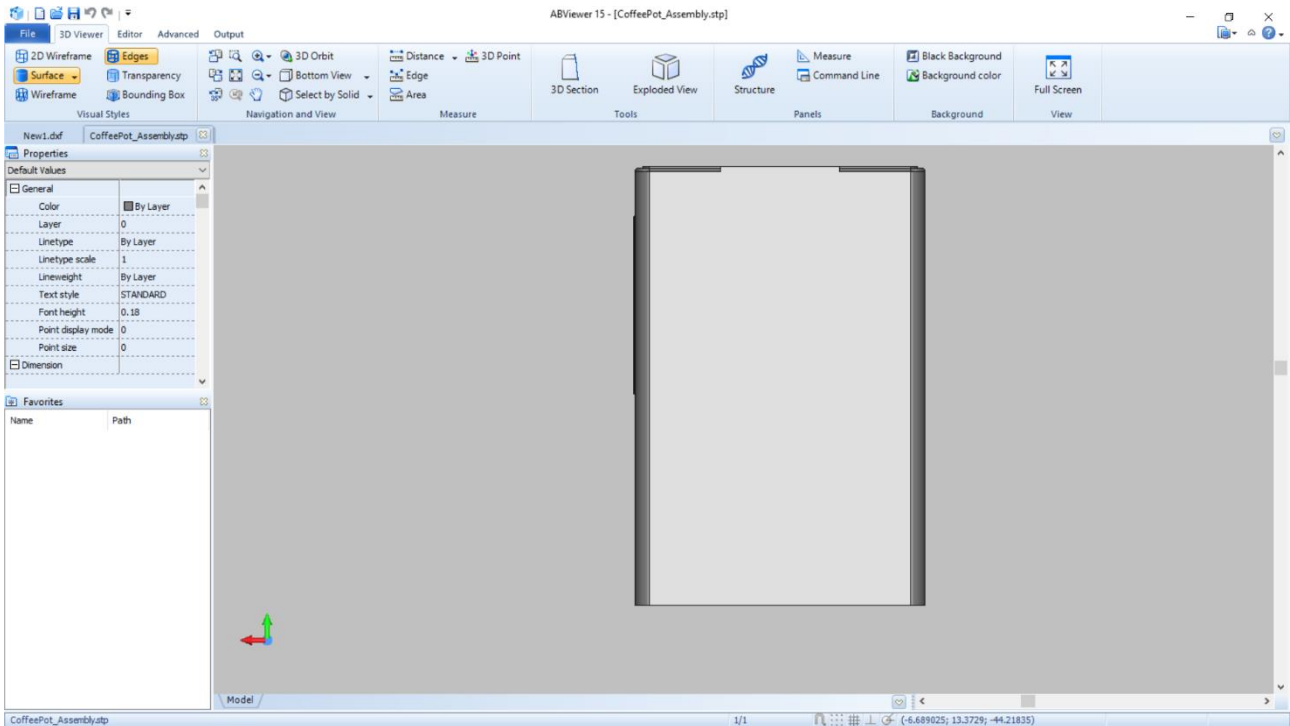 ABViewer 15 - [CoffeePot_Assembly.stp]
File 3D Viewer Editor Advanced Output
2D Wireframe Edges 3D Orbit Distance 3D Point Measure Black Background
Surface Transparency Bottom View Edge Command Line Background color
Wireframe Bounding Box Select by Solid Area 3D Section Exploded View Structure Full Screen
Visual Styles Navigation and View Measure Tools Panels Background View
New1.dxf CoffeePot_Assembly.stp
Properties
Default Values
General
Color By Layer
Layer 0
Linetype By Layer
Linetype scale 1
Lineweight By Layer
Text style STANDARD
Font height 0.18
Point display mode 0
Point size 0
Dimension
Favorites
Name Path
Model
CoffeePot_Assembly.stp 1/1 (-6.689025; 13.3729; -44.21835)